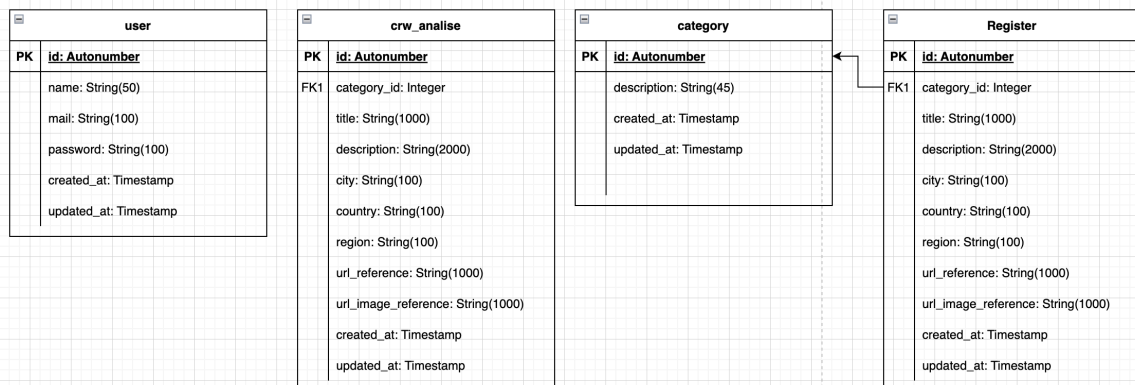 user
PK id: Autonumber
name: String(50)
mail: String(100)
password: String(100)
created_at: Timestamp
updated_at: Timestamp
crw_analise
PK id: Autonumber
FK1 category_id: Integer
title: String(1000)
description: String(2000)
city: String(100)
country: String(100)
region: String(100)
url_reference: String(1000)
url_image_reference: String(1000)
created_at: Timestamp
updated_at: Timestamp
category
PK id: Autonumber
description: String(45)
created_at: Timestamp
updated_at: Timestamp
Register
PK id: Autonumber
FK1 category_id: Integer
title: String(1000)
description: String(2000)
city: String(100)
country: String(100)
region: String(100)
url_reference: String(1000)
url_image_reference: String(1000)
created_at: Timestamp
updated_at: Timestamp